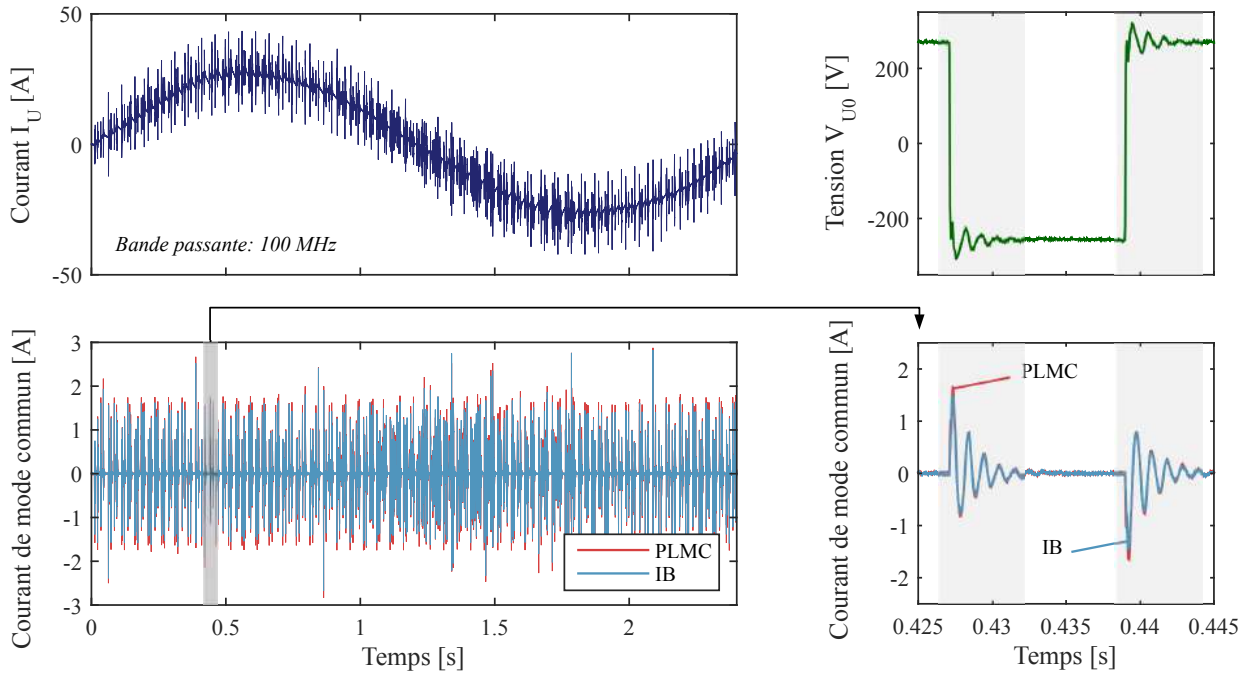 50
0
-50
Courant I_U [A]
Bande passante: 100 MHz
200
0
-200
Tension V_U0 [V]
3
2
1
0
-1
-2
-3
Courant de mode commun [A]
PLMC
IB
0
0.5
1
1.5
2
Temps [s]
2
1
0
-1
-2
Courant de mode commun [A]
PLMC
IB
0.425
0.43
0.435
0.44
0.445
Temps [s]